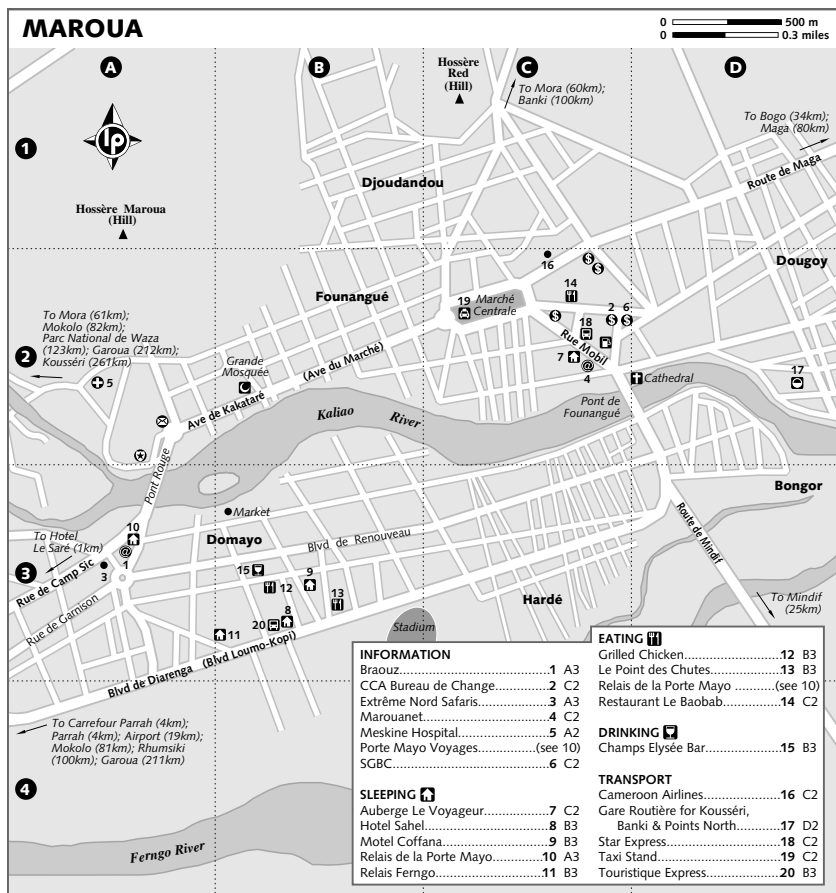 MAROUA
0 500 m
0 0.3 miles
A
B
C
D
Hossère
Red
(Hill)
To Mora (60km);
Banki (100km)
To Bogo (34km);
Maga (80km)
1
lp
Route de Maga
Djoudandou
Hossère Maroua
(Hill)
Dougoy
16
$
$
14
Founangué
19
Marché
Centrale
2 6
$
$ $
18
To Mora (61km);
Mokolo (82km);
Parc National de Waza
(123km); Garoua (212km);
Kousséri (261km)
2
Rue Mobil
Grande
Mosquée
(Ave du Marché)
7
@
4
Cathedral
17
5
Ave de Kakataré
Kaliao
River
Pont de
Founangué
Pont Rouge
Bongor
Market
10
Domayo
Route de Mindif
To Hotel
Le Saré (1km)
Blvd de Renouveau
@
3
3
1
15
12
9
13
Rue de Camp Sic
Rue de Garnison
8
Hardé
To Mindif
(25km)
20
11
Stadium
Blvd de Diarenga (Blvd Loumo-Kopi)
To Carrefour Parrah (4km);
Parrah (4km); Airport (19km);
Mokolo (81km); Rhumsiki
(100km); Garoua (211km)
4
Ferngo River
INFORMATION
Braouz..........................1 A3
CCA Bureau de Change..........2 C2
Extrême Nord Safaris..........3 A3
Marouanet.....................4 C2
Meskine Hospital..............5 A2
Porte Mayo Voyages............(see 10)
SGBC..........................6 C2
SLEEPING
Auberge Le Voyageur...........7 C2
Hotel Sahel...................8 B3
Motel Coffana.................9 B3
Relais de la Porte Mayo.......10 A3
Relais Ferngo.................11 B3
EATING
Grilled Chicken...............12 B3
Le Point des Chutes...........13 B3
Relais de la Porte Mayo .......(see 10)
Restaurant Le Baobab..........14 C2
DRINKING
Champs Elysée Bar.............15 B3
TRANSPORT
Cameroon Airlines.............16 C2
Gare Routière for Kousséri,
Banki & Points North..........17 D2
Star Express..................18 C2
Taxi Stand....................19 C2
Touristique Express...........20 B3